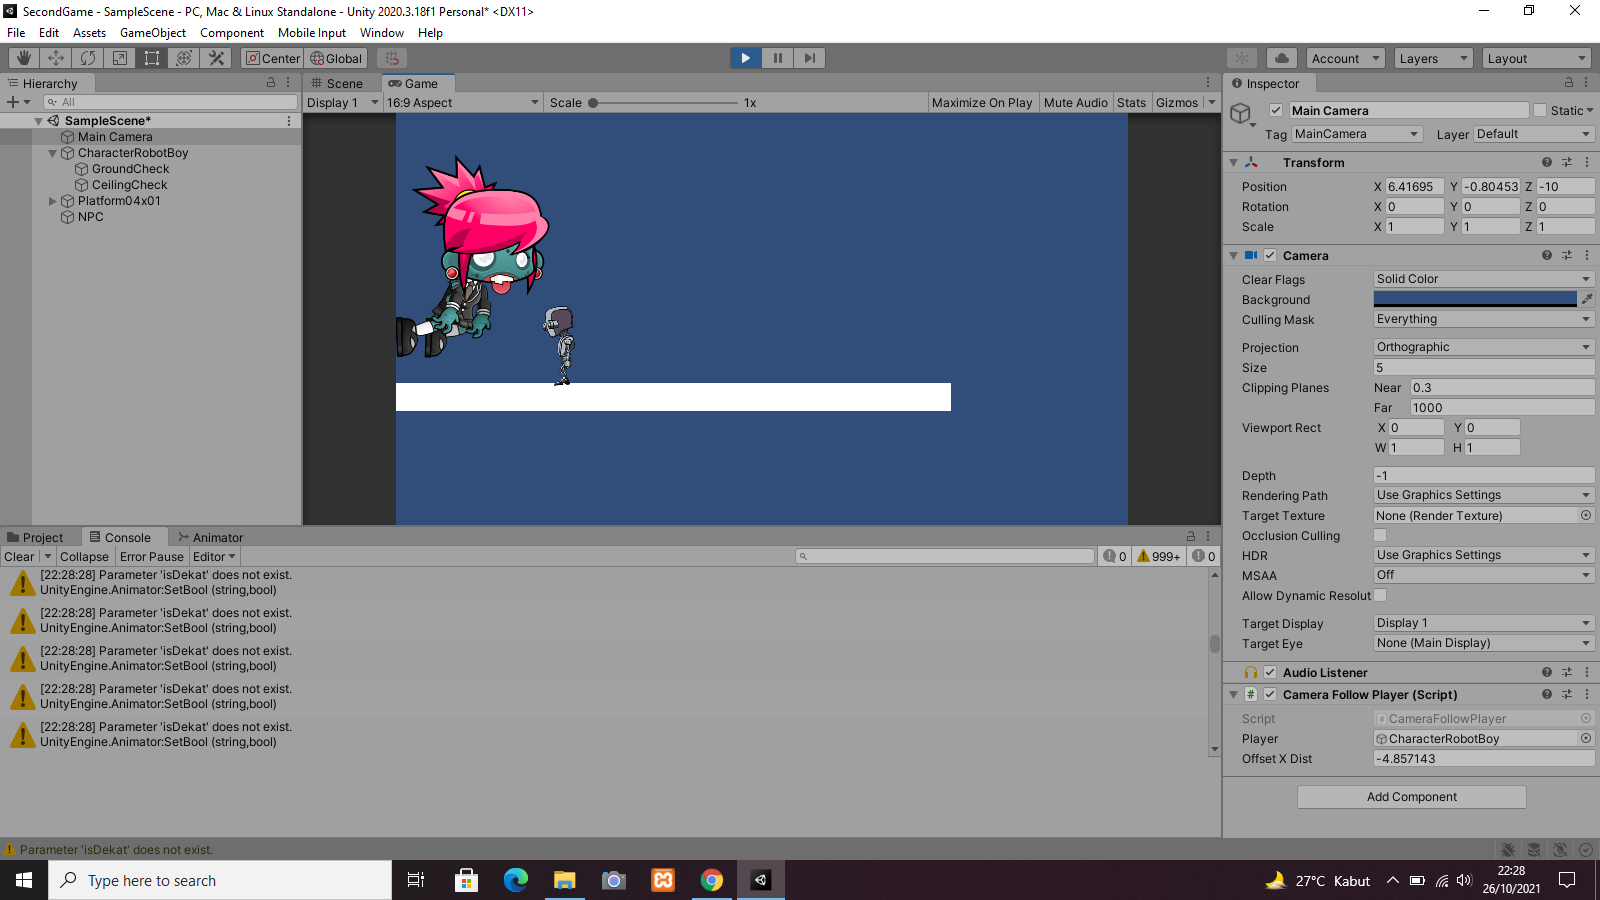 SecondGame - SampleScene - PC, Mac & Linux Standalone - Unity 2020.3.18f1 Personal* <DX11>
File Edit Assets GameObject Component Mobile Input Window Help
Center Global Account Layers Layout
Hierarchy
All
SampleScene*
Main Camera
CharacterRobotBoy
GroundCheck
CeilingCheck
Platform04x01
NPC
Scene Game
Display 1 16:9 Aspect Scale 1x Maximize On Play Mute Audio Stats Gizmos
Project Console Animator
Clear Collapse Error Pause Editor 0 999+ 0
[22:28:28] Parameter 'isDekat' does not exist.
UnityEngine.Animator:SetBool (string,bool)
[22:28:28] Parameter 'isDekat' does not exist.
UnityEngine.Animator:SetBool (string,bool)
[22:28:28] Parameter 'isDekat' does not exist.
UnityEngine.Animator:SetBool (string,bool)
[22:28:28] Parameter 'isDekat' does not exist.
UnityEngine.Animator:SetBool (string,bool)
[22:28:28] Parameter 'isDekat' does not exist.
UnityEngine.Animator:SetBool (string,bool)
Inspector
Main Camera Static
Tag MainCamera Layer Default
Transform
Position X 6.41695 Y -0.80453 Z -10
Rotation X 0 Y 0 Z 0
Scale X 1 Y 1 Z 1
Camera
Clear Flags Solid Color
Background
Culling Mask Everything
Projection Orthographic
Size 5
Clipping Planes Near 0.3
Far 1000
Viewport Rect X 0 Y 0
W 1 H 1
Depth -1
Rendering Path Use Graphics Settings
Target Texture None (Render Texture)
Occlusion Culling
HDR Use Graphics Settings
MSAA Off
Allow Dynamic Resolut
Target Display Display 1
Target Eye None (Main Display)
Audio Listener
Camera Follow Player (Script)
Script CameraFollowPlayer
Player CharacterRobotBoy
Offset X Dist -4.857143
Add Component
Parameter 'isDekat' does not exist.
Type here to search
27°C Kabut
22:28
26/10/2021